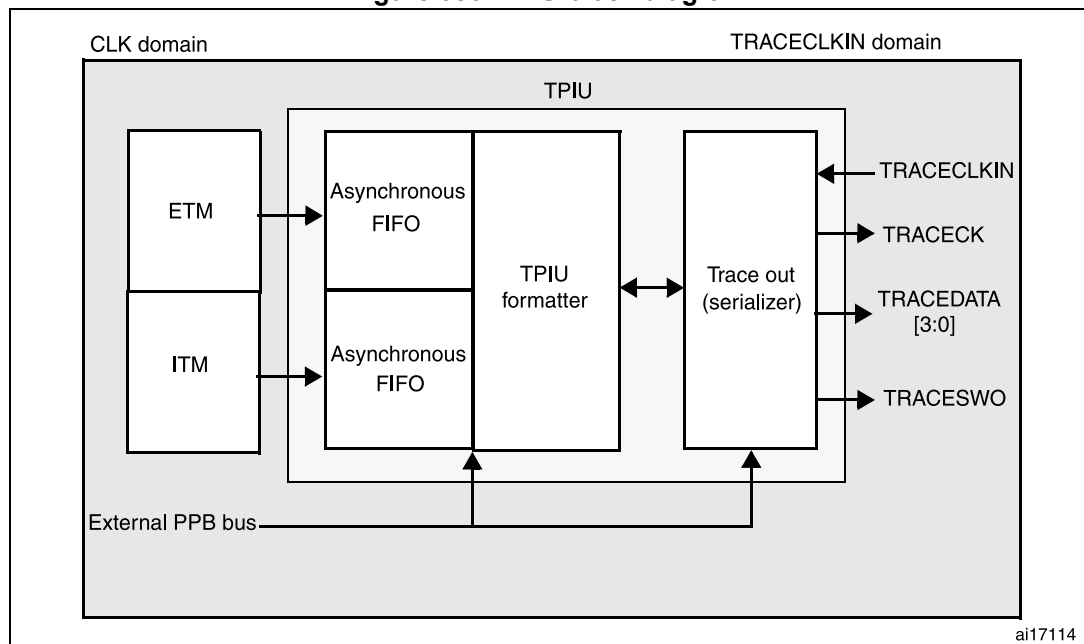 CLK domain
TRACECLKIN domain
TPIU
ETM
Asynchronous
FIFO
TPIU
formatter
Trace out
(serializer)
TRACECLKIN
TRACECK
TRACEDATA
[3:0]
TRACESWO
ITM
Asynchronous
FIFO
External PPB bus
ai17114